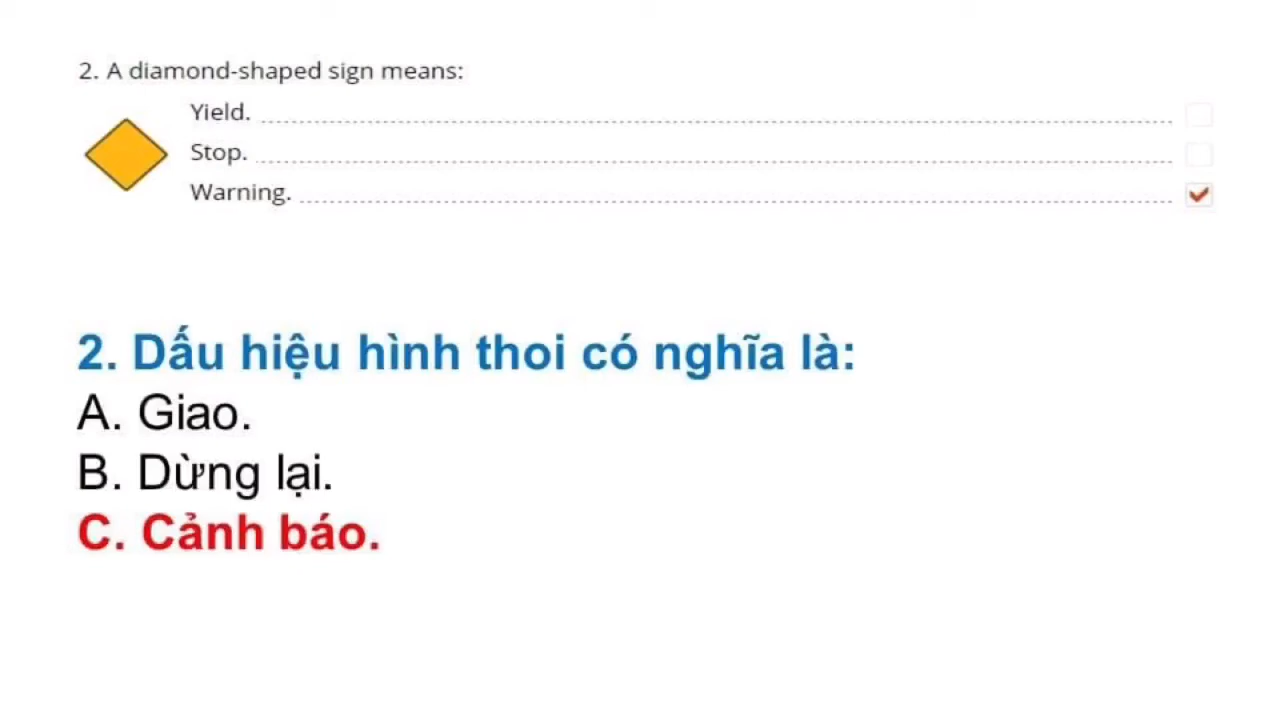 2. A diamond-shaped sign means:
Yield.
Stop.
Warning.
2. Dấu hiệu hình thoi có nghĩa là:
A. Giao.
B. Dừng lại.
C. Cảnh báo.